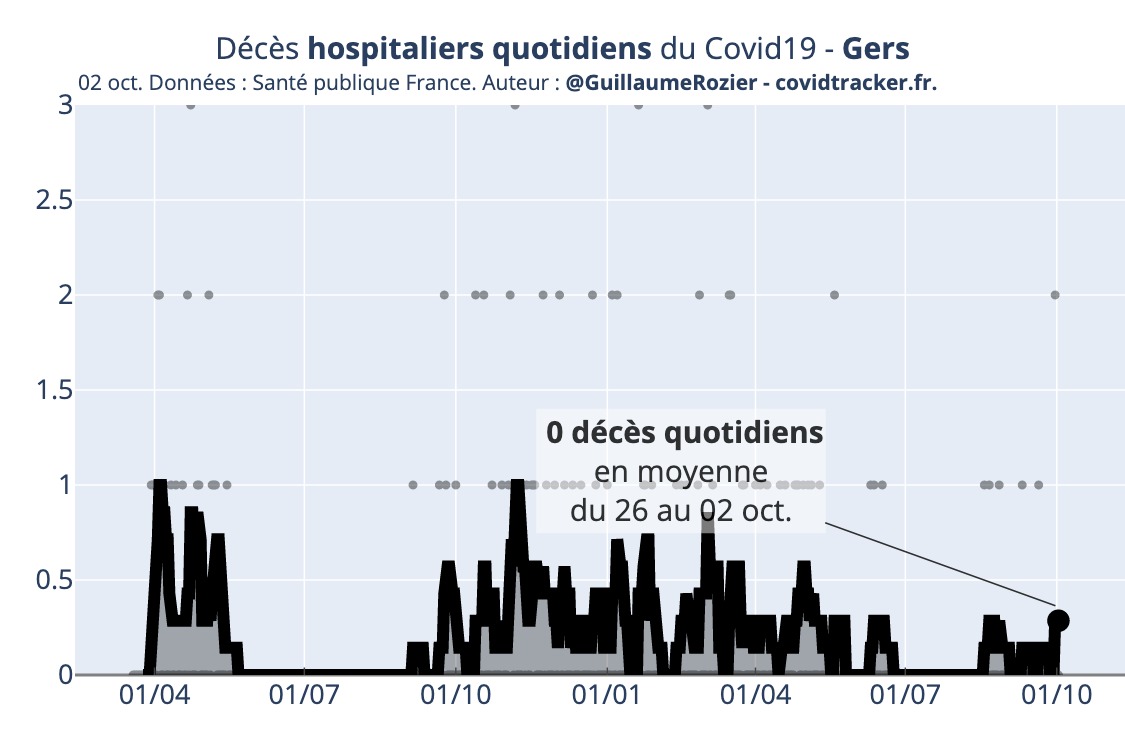 Décès hospitaliers quotidiens du Covid19 - Gers
02 oct. Données : Santé publique France. Auteur : @GuillaumeRozier - covidtracker.fr.
3
2.5
2
1.5
0 décès quotidiens
en moyenne
1
du 26 au 02 oct.
0.5
0
01/04 01/07 01/10 01/01 01/04 01/07 01/10